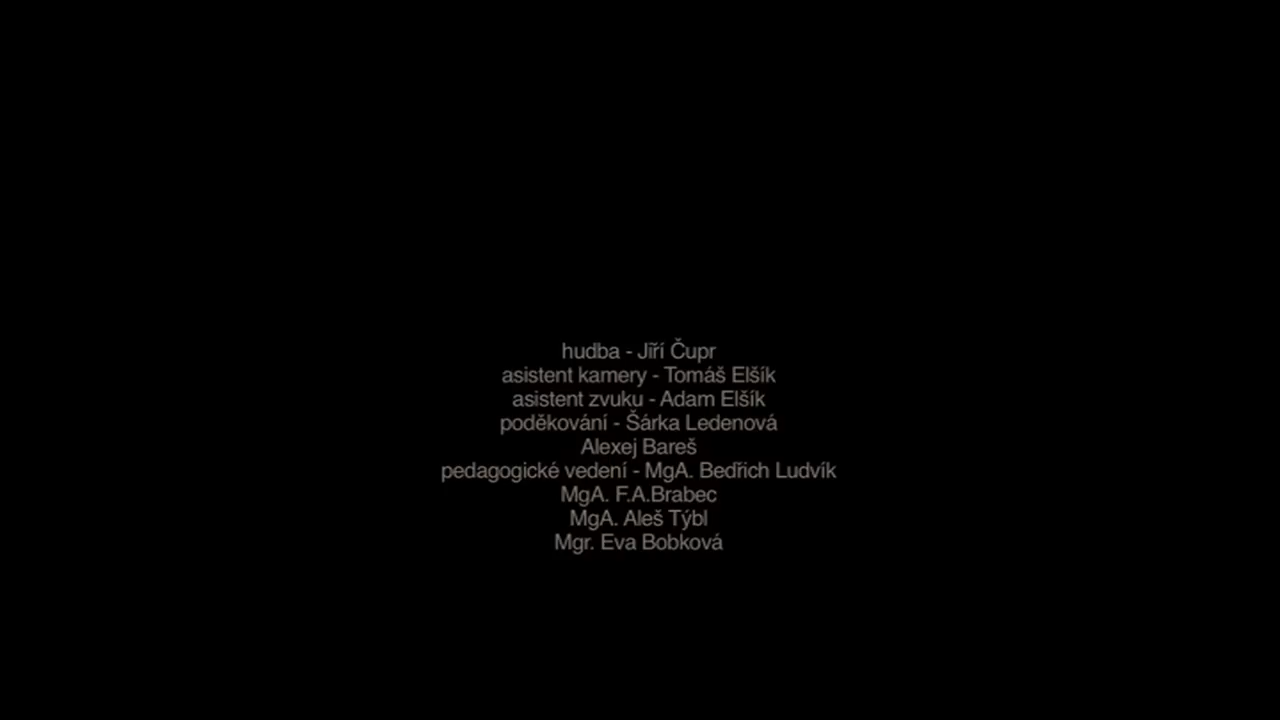 hudba - Jiří Čupr
asistent kamery - Tomáš Elšík
asistent zvuku - Adam Elšík
poděkování - Šárka Ledenová
Alexej Bareš
pedagogické vedení - MgA. Bedřich Ludvík
MgA. F.A.Brabec
MgA. Aleš Týbl
Mgr. Eva Bobková